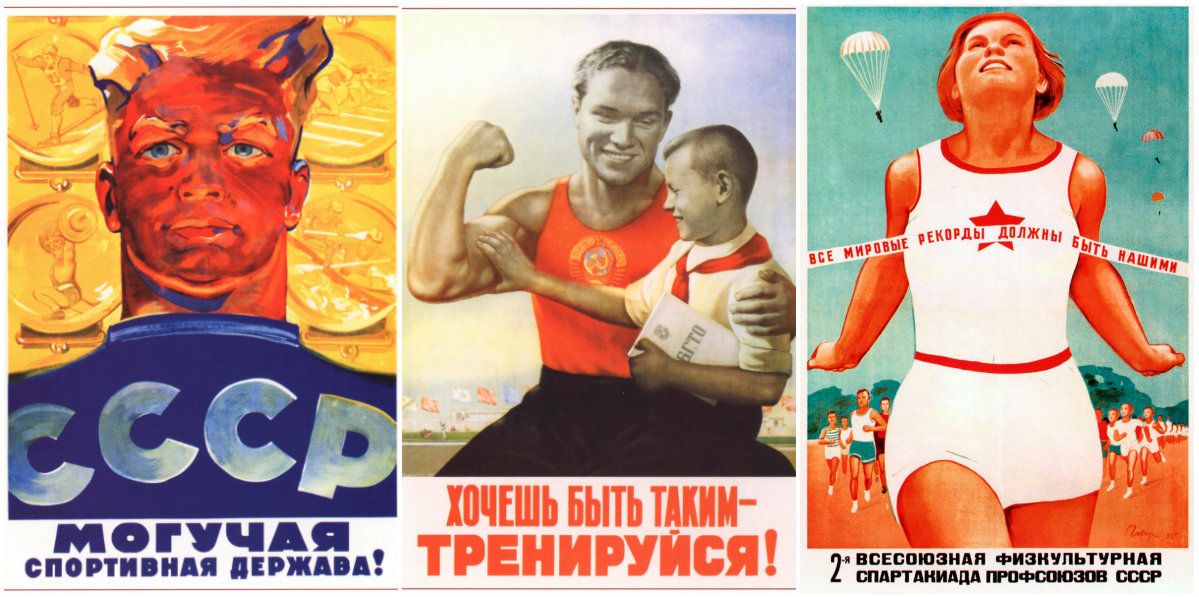 СССР
МОГУЧАЯ
СПОРТИВНАЯ ДЕРЖАВА!
БГТО
ХОЧЕШЬ БЫТЬ ТАКИМ—
ТРЕНИРУЙСЯ!
ВСЕ МИРОВЫЕ РЕКОРДЫ ДОЛЖНЫ БЫТЬ НАШИМИ
2-я ВСЕСОЮЗНАЯ ФИЗКУЛЬТУРНАЯ
СПАРТАКИАДА ПРОФСОЮЗОВ СССР